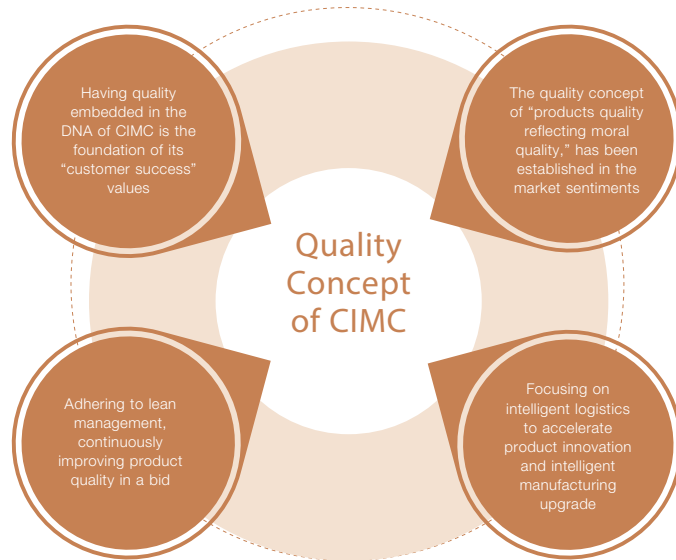 Having quality
embedded in the
DNA of CIMC is the
foundation of its
“customer success”
values
The quality concept
of “products quality
reflecting moral
quality,” has been
established in the
market sentiments
Quality
Concept
of CIMC
Adhering to lean
management,
continuously
improving product
quality in a bid
Focusing on
intelligent logistics
to accelerate
product innovation
and intelligent
manufacturing
upgrade